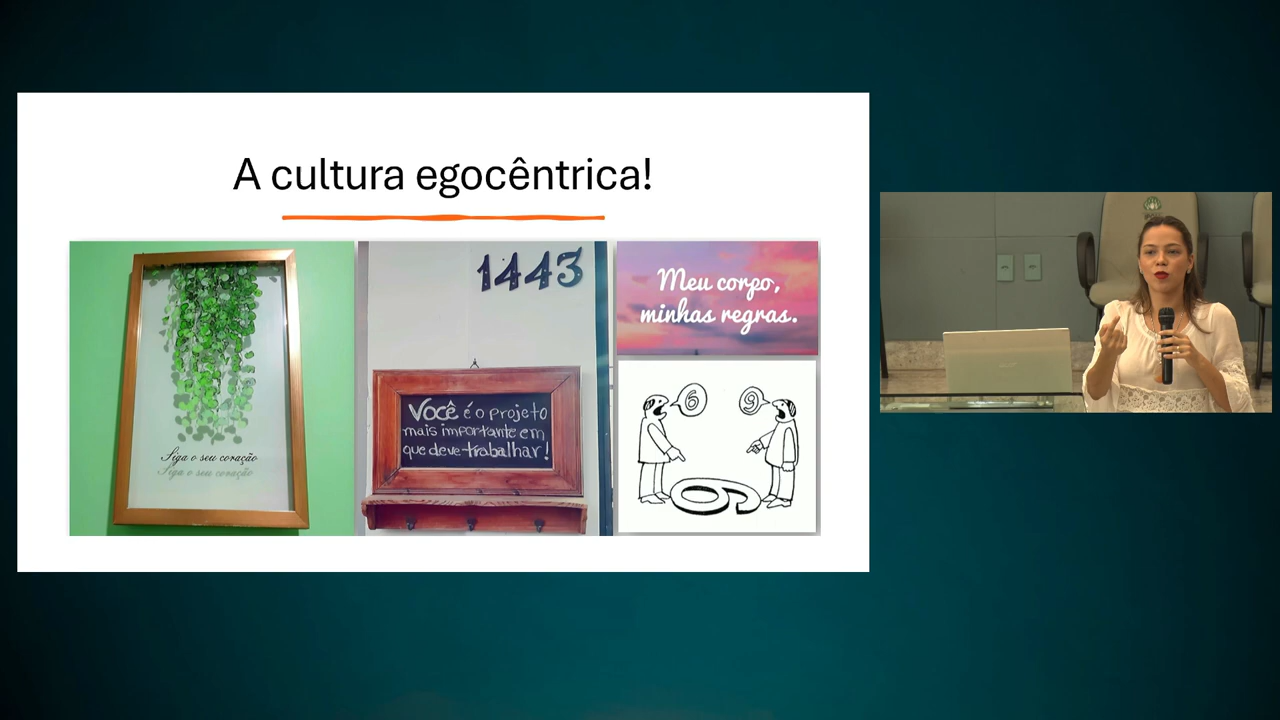 A cultura egocêntrica!
Siga o seu coração
Siga o seu coração
1443
Você é o projeto
mais importante em
que deve trabalhar!
Meu corpo,
minhas regras.
6
9
6